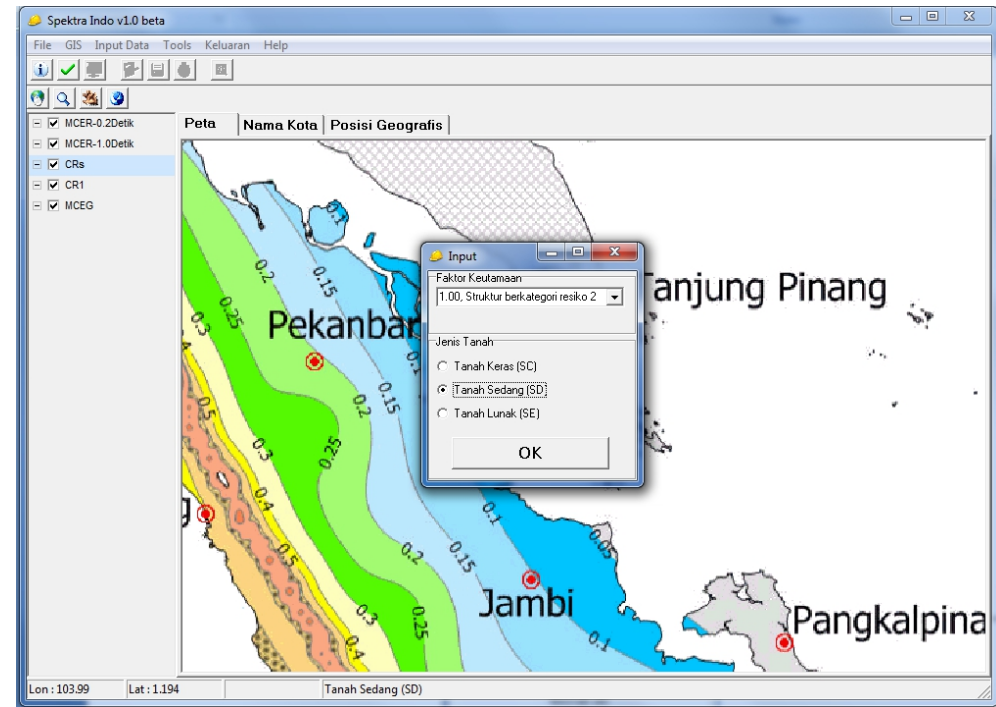 Spektra Indo v1.0 beta
File GIS Input Data Tools Keluaran Help
MCER-0.2Detik
MCER-1.0Detik
CRs
CR1
MCEG
Peta Nama Kota Posisi Geografis
Input
Faktor Keutamaan
1.00, Struktur berkategori resiko 2
Jenis Tanah
Tanah Keras (SC)
Tanah Sedang (SD)
Tanah Lunak (SE)
OK
0.1
0.2
0.15
0.25
0.3
anjung Pinang
Pekanbar
0.1
0.15
0.2
0.5
0.3
0.25
0.4
g
0.1
0.05
0.5
0.2
0.15
Jambi
0.3
0.25
0.1
0.4
Pangkalpina
Lon : 103.99 Lat : 1.194 Tanah Sedang (SD)